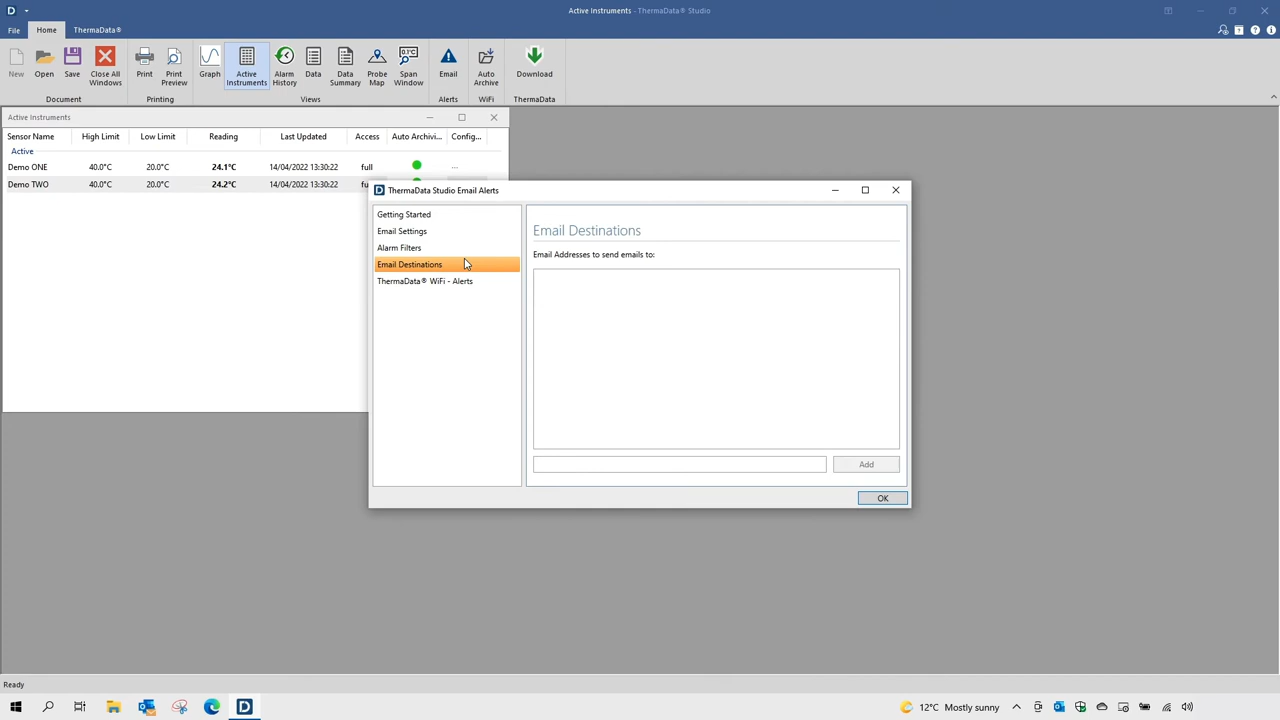 Active Instruments - ThermaData® Studio
File Home ThermaData®
New Open Save Close All Windows Print Print Preview Graph Active Instruments Alarm History Data Data Summary Probe Map 0.1°C Span Window Email Auto Archive Download
Document Printing Views Alerts WiFi ThermaData
Active Instruments
Sensor Name High Limit Low Limit Reading Last Updated Access Auto Archivi... Config...
Active
Demo ONE 40.0°C 20.0°C 24.1°C 14/04/2022 13:30:22 full ...
Demo TWO 40.0°C 20.0°C 24.2°C 14/04/2022 13:30:22
ThermaData Studio Email Alerts
Getting Started
Email Settings
Alarm Filters
Email Destinations
ThermaData® WiFi - Alerts
Email Destinations
Email Addresses to send emails to:
Add
OK
Ready
12°C Mostly sunny